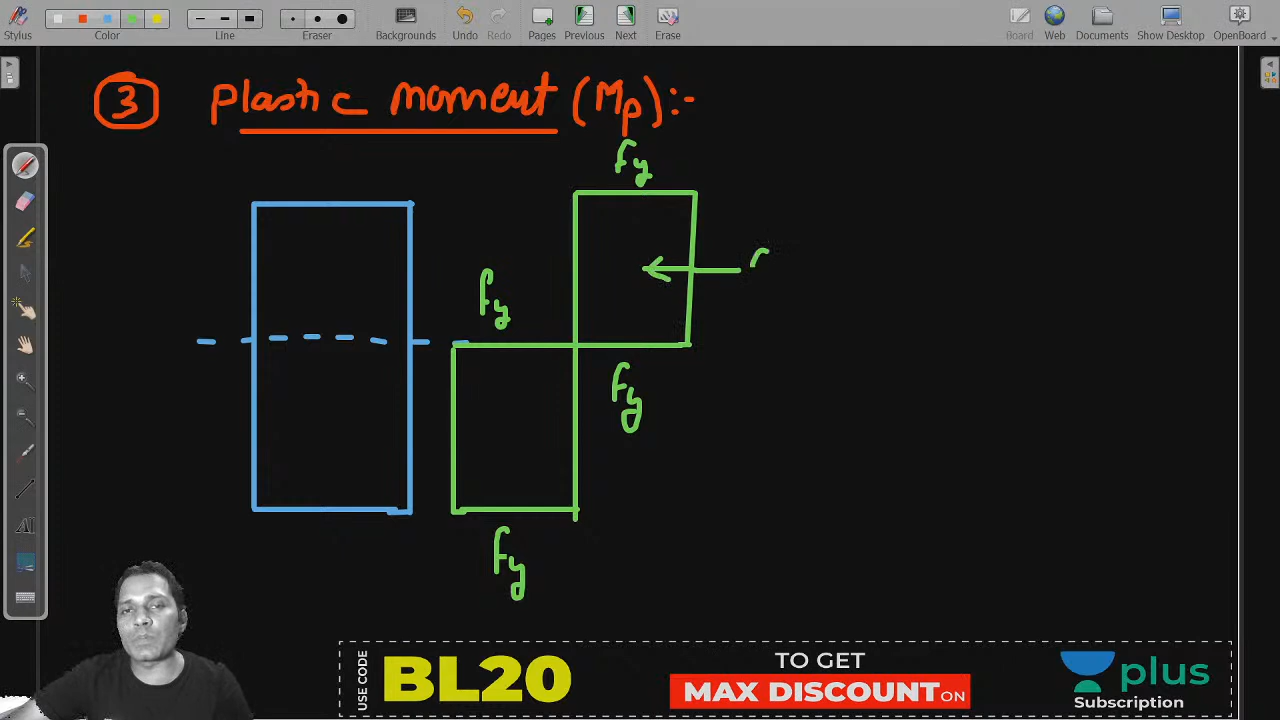 Stylus
Color
Line
Eraser
Backgrounds
Undo
Redo
Pages
Previous
Next
Erase
Board
Web
Documents
Show Desktop
OpenBoard
3 Plastic moment (Mp):-
fy
fy
fy
fy
USE CODE
BL20
TO GET
MAX DISCOUNT ON
plus
Subscription